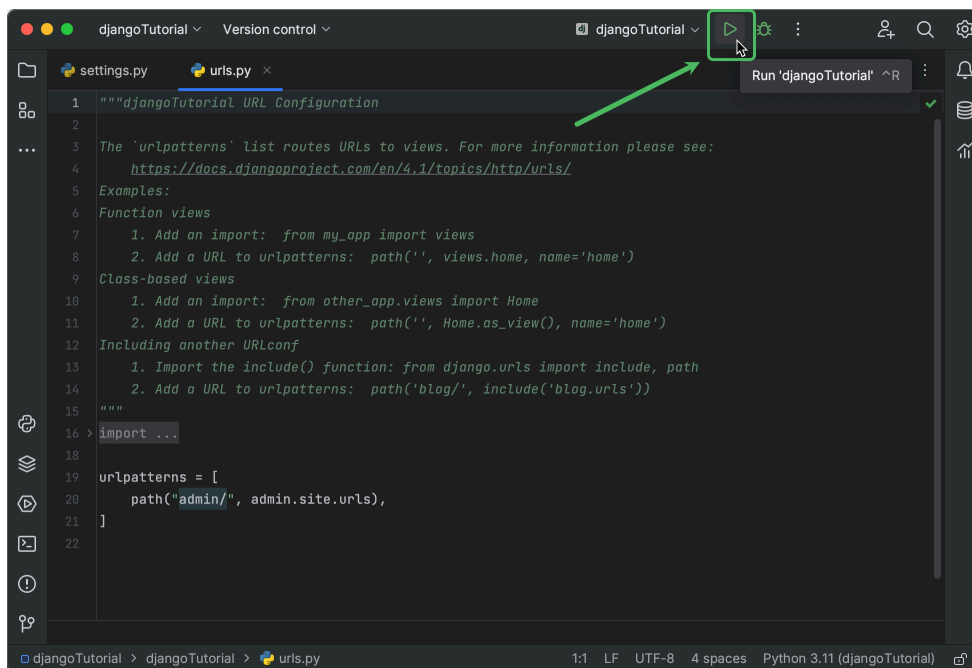 djangoTutorial Version control dj djangoTutorial
settings.py urls.py
Run 'djangoTutorial' ^R
1 """djangoTutorial URL Configuration
2
3 The `urlpatterns` list routes URLs to views. For more information please see:
4 https://docs.djangoproject.com/en/4.1/topics/http/urls/
5 Examples:
6 Function views
7 1. Add an import:  from my_app import views
8 2. Add a URL to urlpatterns:  path('', views.home, name='home')
9 Class-based views
10 1. Add an import:  from other_app.views import Home
11 2. Add a URL to urlpatterns:  path('', Home.as_view(), name='home')
12 Including another URLconf
13 1. Import the include() function: from django.urls import include, path
14 2. Add a URL to urlpatterns:  path('blog/', include('blog.urls'))
15 """
16 import ...
18
19 urlpatterns = [
20 path("admin/", admin.site.urls),
21 ]
22
djangoTutorial > djangoTutorial > urls.py 1:1 LF UTF-8 4 spaces Python 3.11 (djangoTutorial)